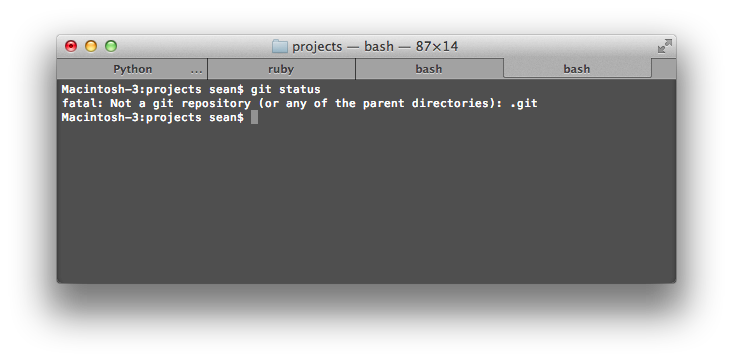 projects — bash — 87×14
Python ... ruby bash bash
Macintosh-3:projects sean$ git status
fatal: Not a git repository (or any of the parent directories): .git
Macintosh-3:projects sean$